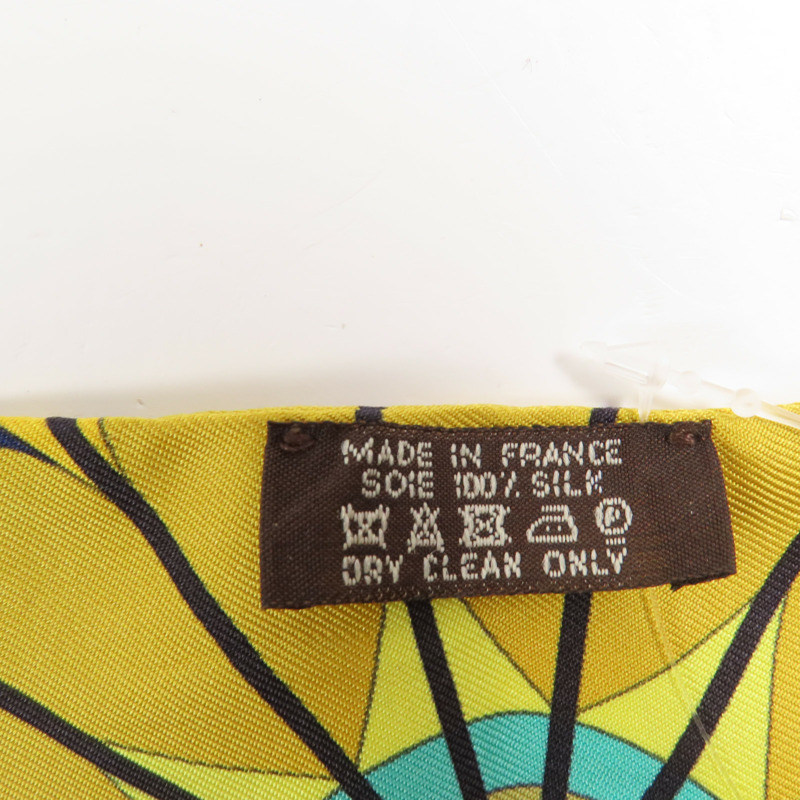 MADE IN FRANCE
SOIE 100% SILK
P
DRY CLEAN ONLY